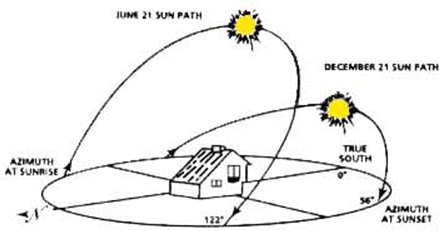 JUNE 21 SUN PATH
DECEMBER 21 SUN PATH
AZIMUTH
AT SUNRISE
TRUE
SOUTH
0°
56°
AZIMUTH
AT SUNSET
122°
N